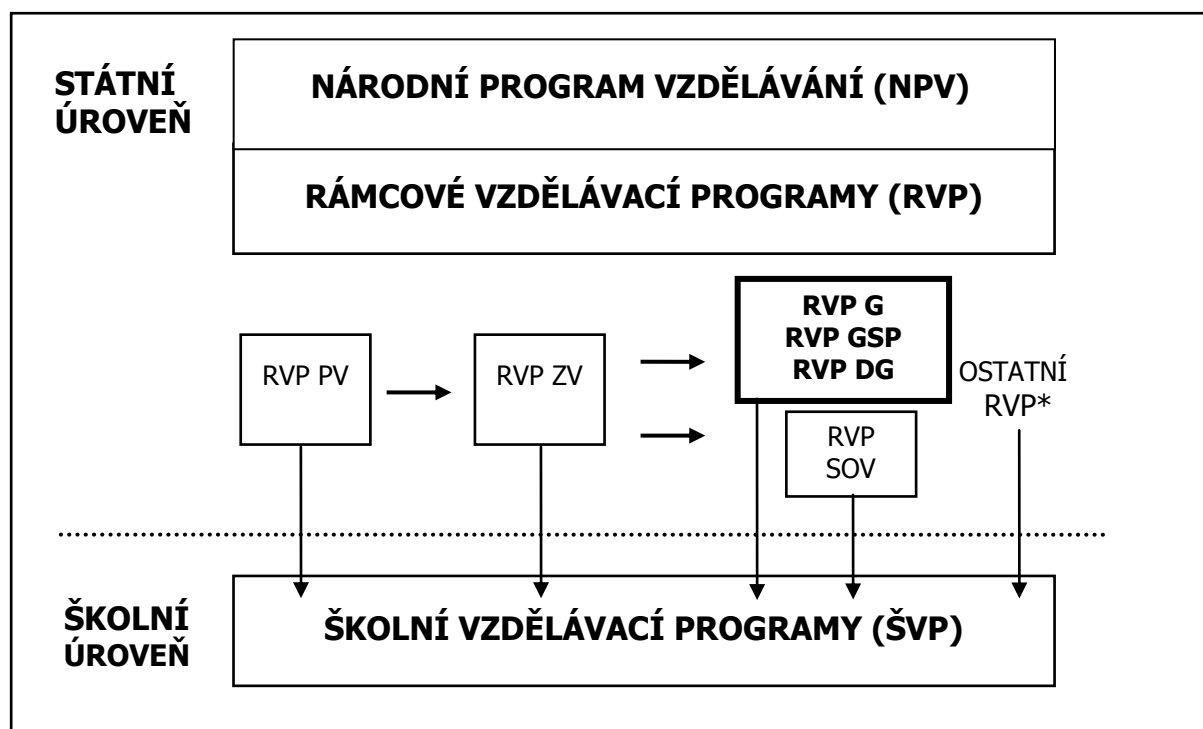 STÁTNÍ
ÚROVEŇ
NÁRODNÍ PROGRAM VZDĚLÁVÁNÍ (NPV)
RÁMCOVÉ VZDĚLÁVACÍ PROGRAMY (RVP)
RVP PV
RVP ZV
RVP G
RVP GSP
RVP DG
RVP
SOV
OSTATNÍ
RVP*
ŠKOLNÍ
ÚROVEŇ
ŠKOLNÍ VZDĚLÁVACÍ PROGRAMY (ŠVP)